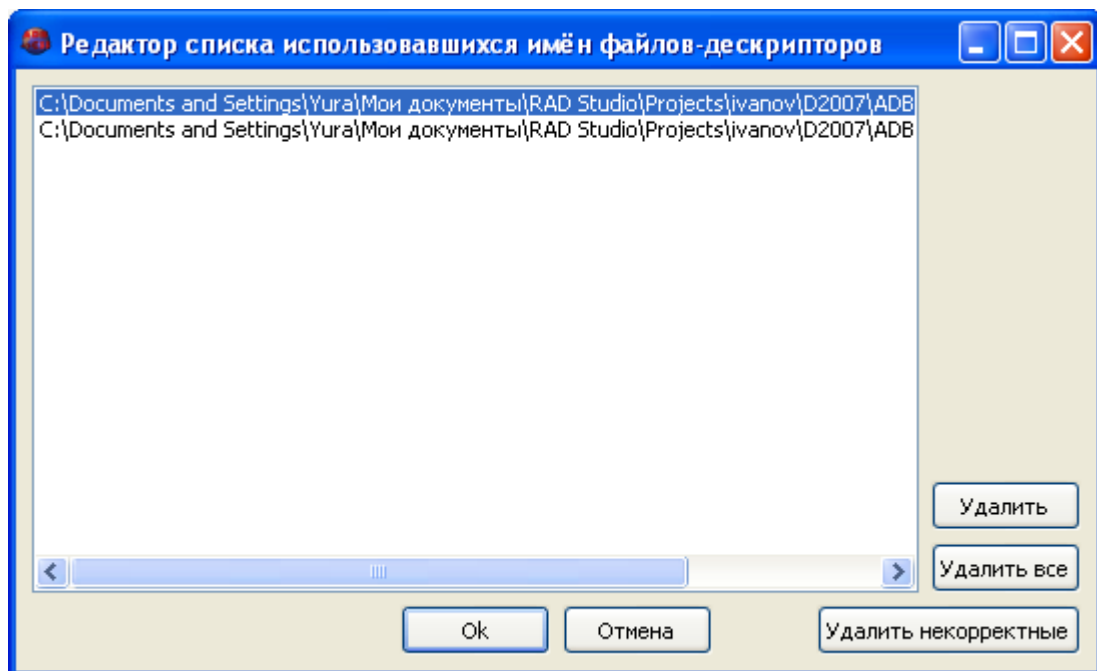 Редактор списка использовавшихся имён файлов-дескрипторов
C:\Documents and Settings\Yura\Мои документы\RAD Studio\Projects\ivanov\D2007\ADB
C:\Documents and Settings\Yura\Мои документы\RAD Studio\Projects\ivanov\D2007\ADB
Удалить
Удалить все
Ok
Отмена
Удалить некорректные